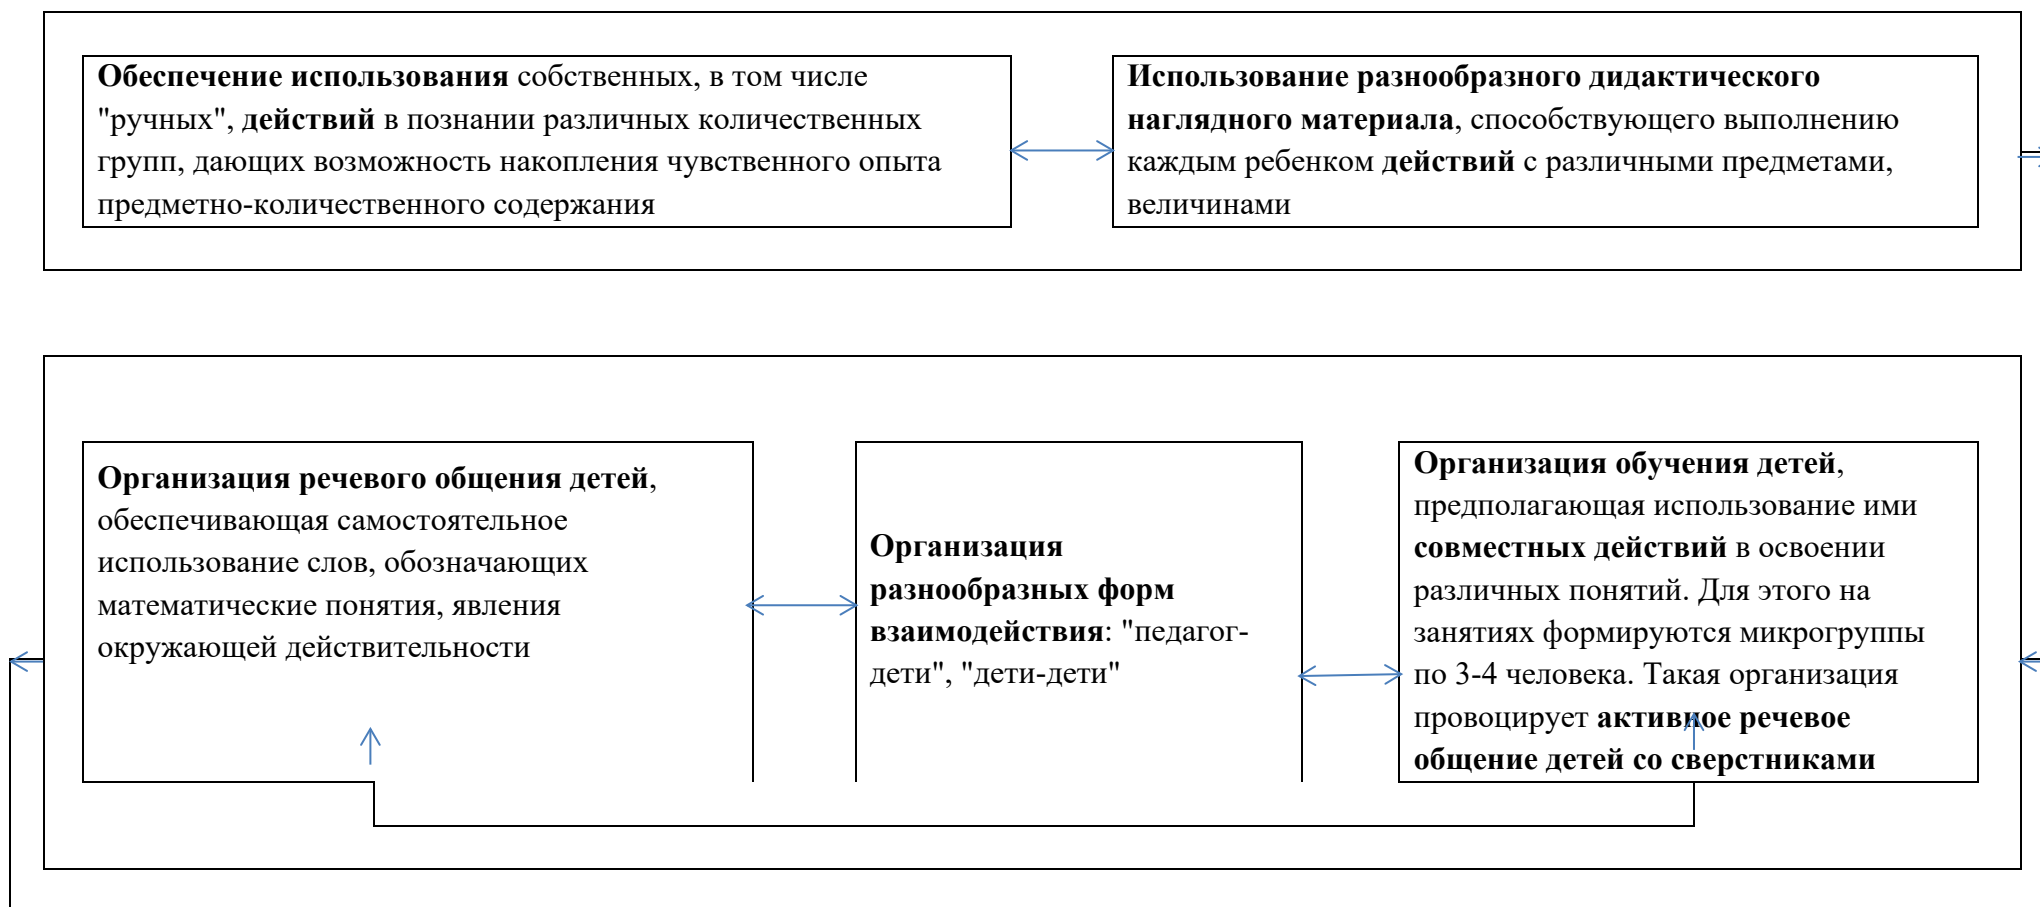 Обеспечение использования собственных, в том числе
"ручных", действий в познании различных количественных
групп, дающих возможность накопления чувственного опыта
предметно-количественного содержания
Использование разнообразного дидактического
наглядного материала, способствующего выполнению
каждым ребенком действий с различными предметами,
величинами
Организация речевого общения детей,
обеспечивающая самостоятельное
использование слов, обозначающих
математические понятия, явления
окружающей действительности
Организация
разнообразных форм
взаимодействия: "педагог-
дети", "дети-дети"
Организация обучения детей,
предполагающая использование ими
совместных действий в освоении
различных понятий. Для этого на
занятиях формируются микрогруппы
по 3-4 человека. Такая организация
провоцирует активное речевое
общение детей со сверстниками